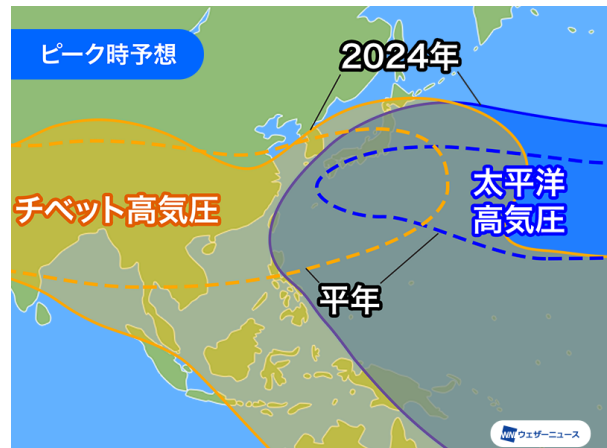 ピーク時予想
2024年
チベット高気圧
太平洋
高気圧
平年
WNI ウェザーニュース